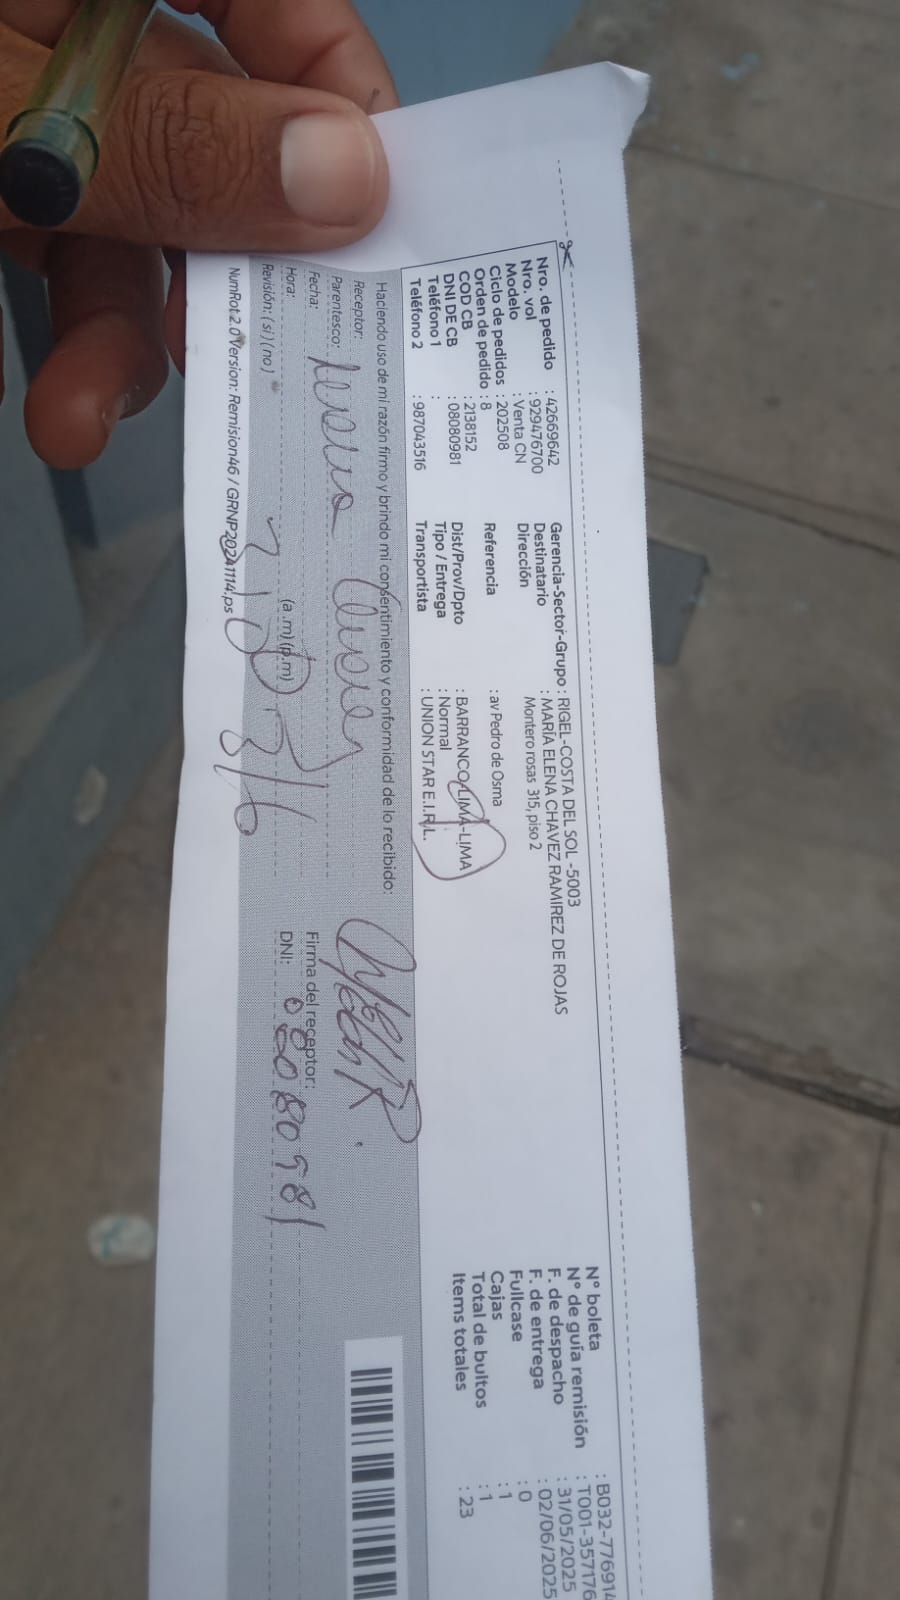 Nro. de pedido : 42669642
Nro. vol : 929476700
Modelo : Venta CN
Ciclo de pedidos : 202508
Orden de pedido : 8
COD CB : 2138152
DNI DE CB : 08080981
Teléfono 1 :
Teléfono 2 : 987043516
Gerencia-Sector-Grupo : RIGEL-COSTA DEL SOL -5003
Destinatario : MARÍA ELENA CHAVEZ RAMIREZ DE ROJAS
Dirección Montero rosas 315, piso 2
Referencia : av Pedro de Osma
Dist/Prov/Dpto : BARRANCO-LIMA-LIMA
Tipo / Entrega : Normal
Transportista : UNION STAR E.I.R.L.
N° boleta : B032-776914
N° de guía remisión : T001-357176
F. de despacho : 31/05/2025
F. de entrega : 02/06/2025
Fullcase : 0
Cajas : 1
Total de bultos : 1
Items totales : 23
Haciendo uso de mi razón firmo y brindo mi consentimiento y conformidad de lo recibido:
Receptor:
Parentesco:
Fecha:
Hora: (a.m) (p.m)
Revisión: (si) (no)
Firma del receptor:
DNI: 08080981
NumRot:2.0 Version: Remision46 / GRNP20241114!.ps